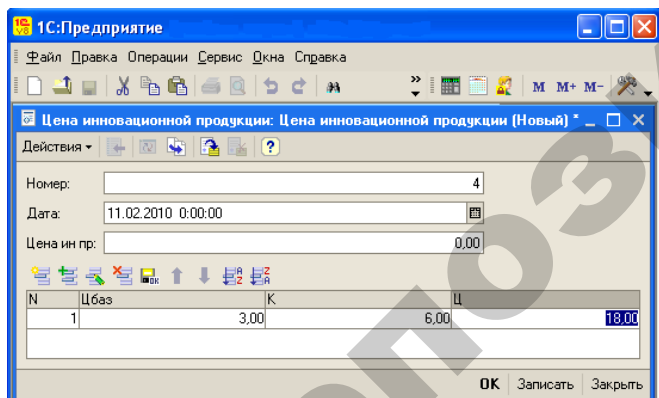 1С:Предприятие
Файл Правка Операции Сервис Окна Справка
M M+ M-
Цена инновационной продукции: Цена инновационной продукции (Новый) *
Действия
Номер: 4
Дата: 11.02.2010 0:00:00
Цена ин пр: 0,00
N Цбаз К Ц
1 3,00 6,00 18,00
OK Записать Закрыть